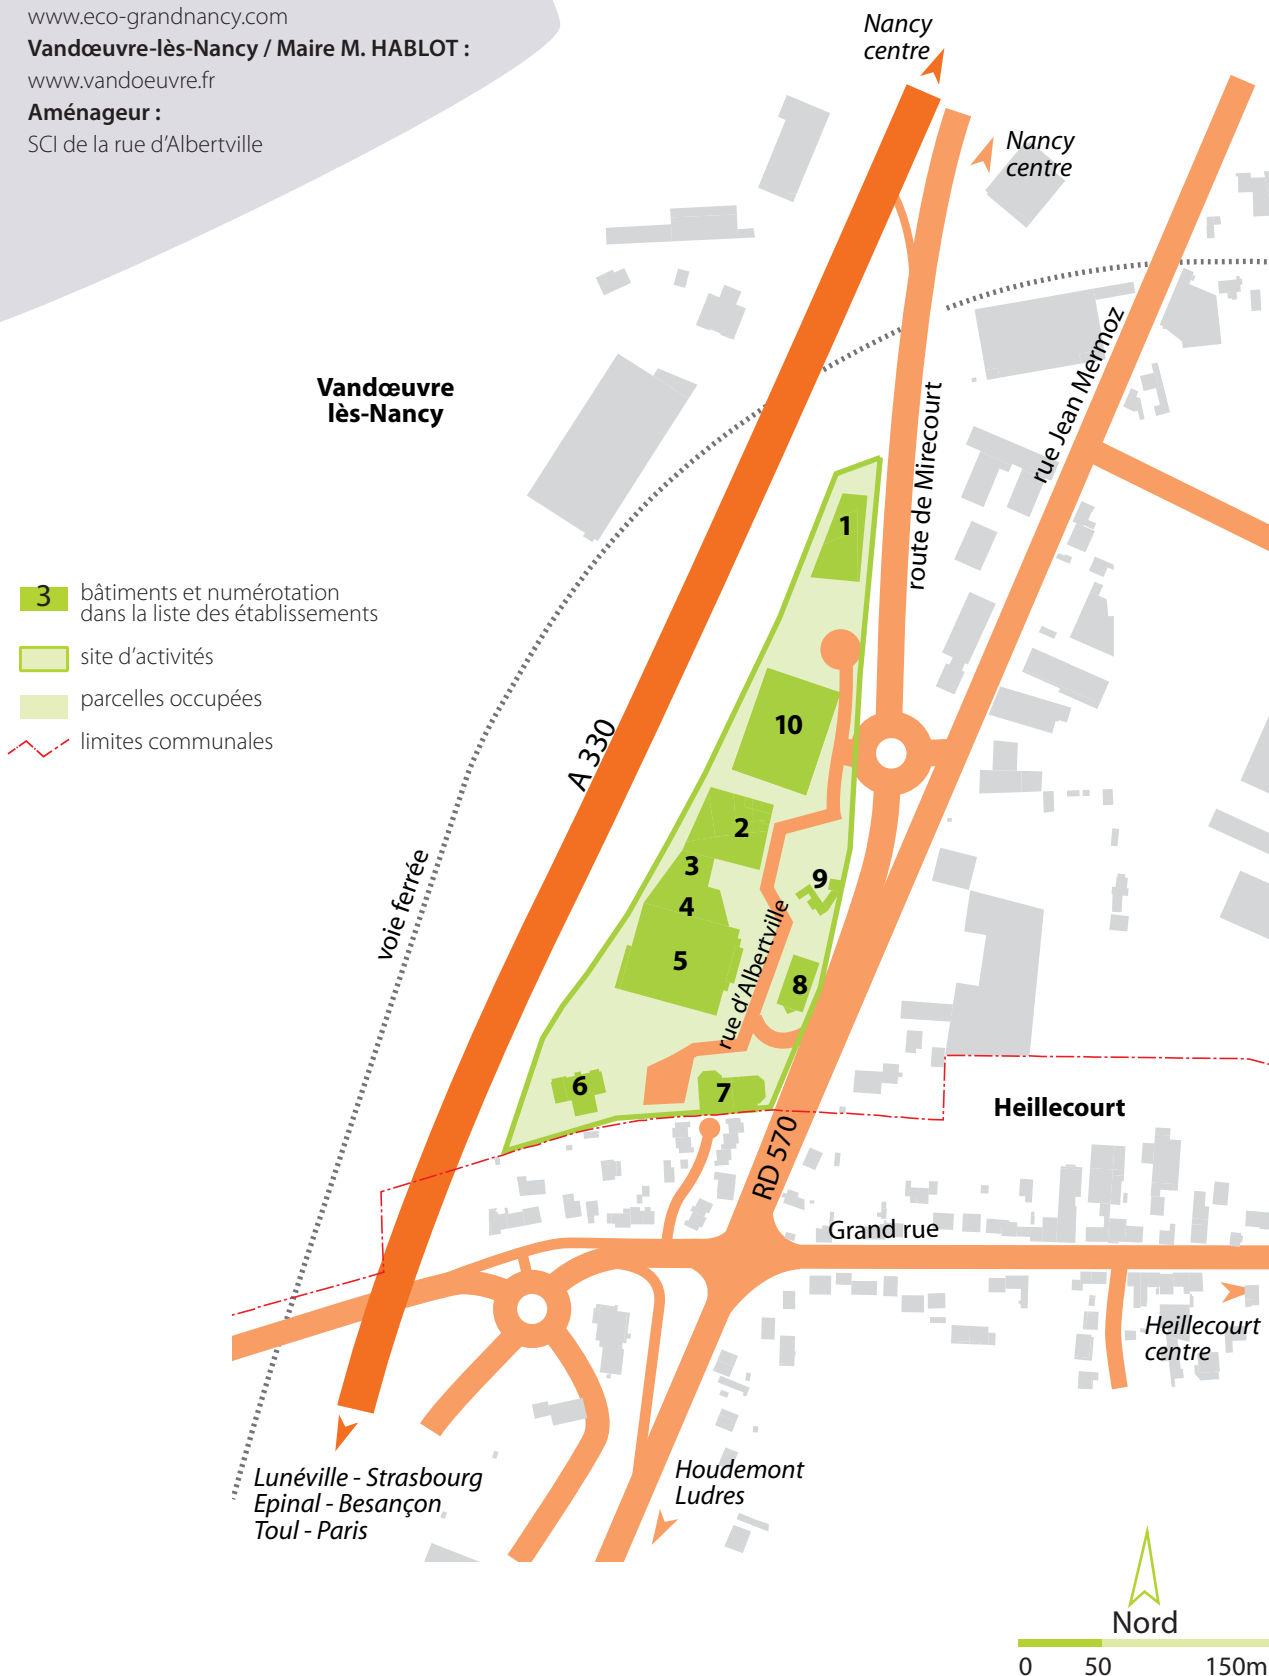 www.eco-grandnancy.com
Vandœuvre-lès-Nancy / Maire M. HABLOT :
www.vandoeuvre.fr
Aménageur :
SCI de la rue d'Albertville
Nancy
centre
Nancy
centre
Vandœuvre
lès-Nancy
rue Jean Mermoz
route de Mirecourt
1
3 bâtiments et numérotation
dans la liste des établissements
site d'activités
parcelles occupées
limites communales
10
A 330
2
3
9
4
voie ferrée
5
rue d'Albertville
8
6
7
Heillecourt
RD 570
Grand rue
Heillecourt
centre
Lunéville - Strasbourg
Epinal - Besançon
Toul - Paris
Houdemont
Ludres
Nord
0 50 150m